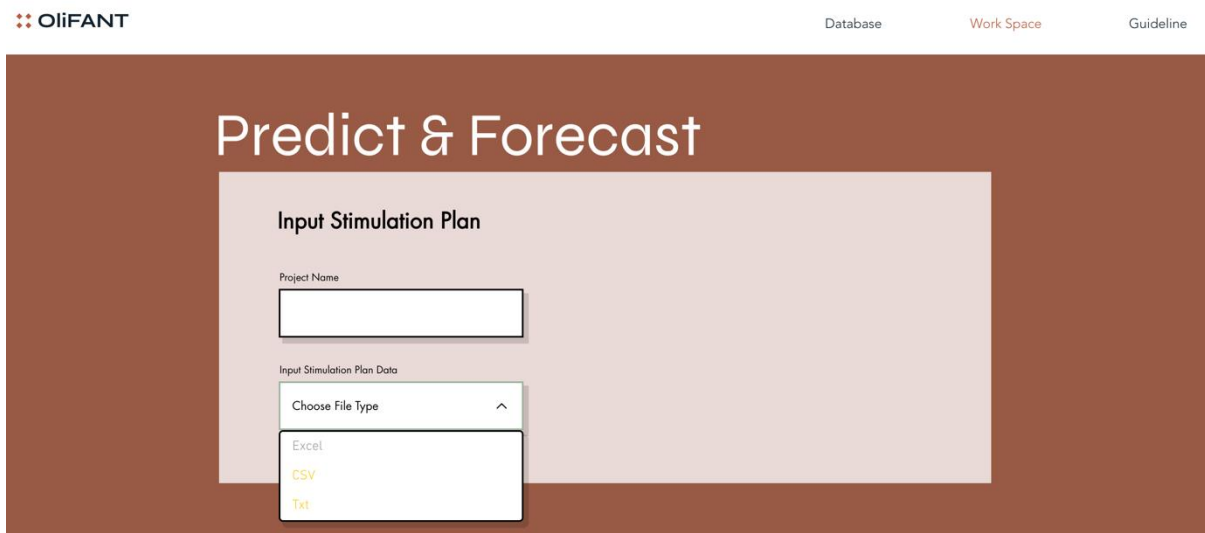 OliFANT
Database
Work Space
Guideline
Predict & Forecast
Input Stimulation Plan
Project Name
Input Stimulation Plan Data
Choose File Type
Excel
CSV
Txt